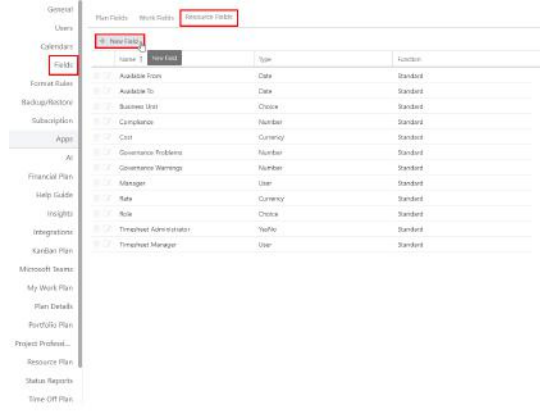 General
Users
Calendars
Fields
Format Rules
Backup/Restore
Subscription
Apps
AI
Financial Plan
Help Guide
Insights
Integrations
KanBan Plan
Microsoft Teams
My Work Plan
Plan Details
Portfolio Plan
Project Professi...
Resource Plan
Status Reports
Time Off Plan
Plan Fields Work Fields Resource Fields
+ New Field
New Field
Name ↑ Type Function
Available From Date Standard
Available To Date Standard
Business Unit Choice Standard
Compliance Number Standard
Cost Currency Standard
Governance Problems Number Standard
Governance Warnings Number Standard
Manager User Standard
Rate Currency Standard
Role Choice Standard
Timesheet Administrator YesNo Standard
Timesheet Manager User Standard